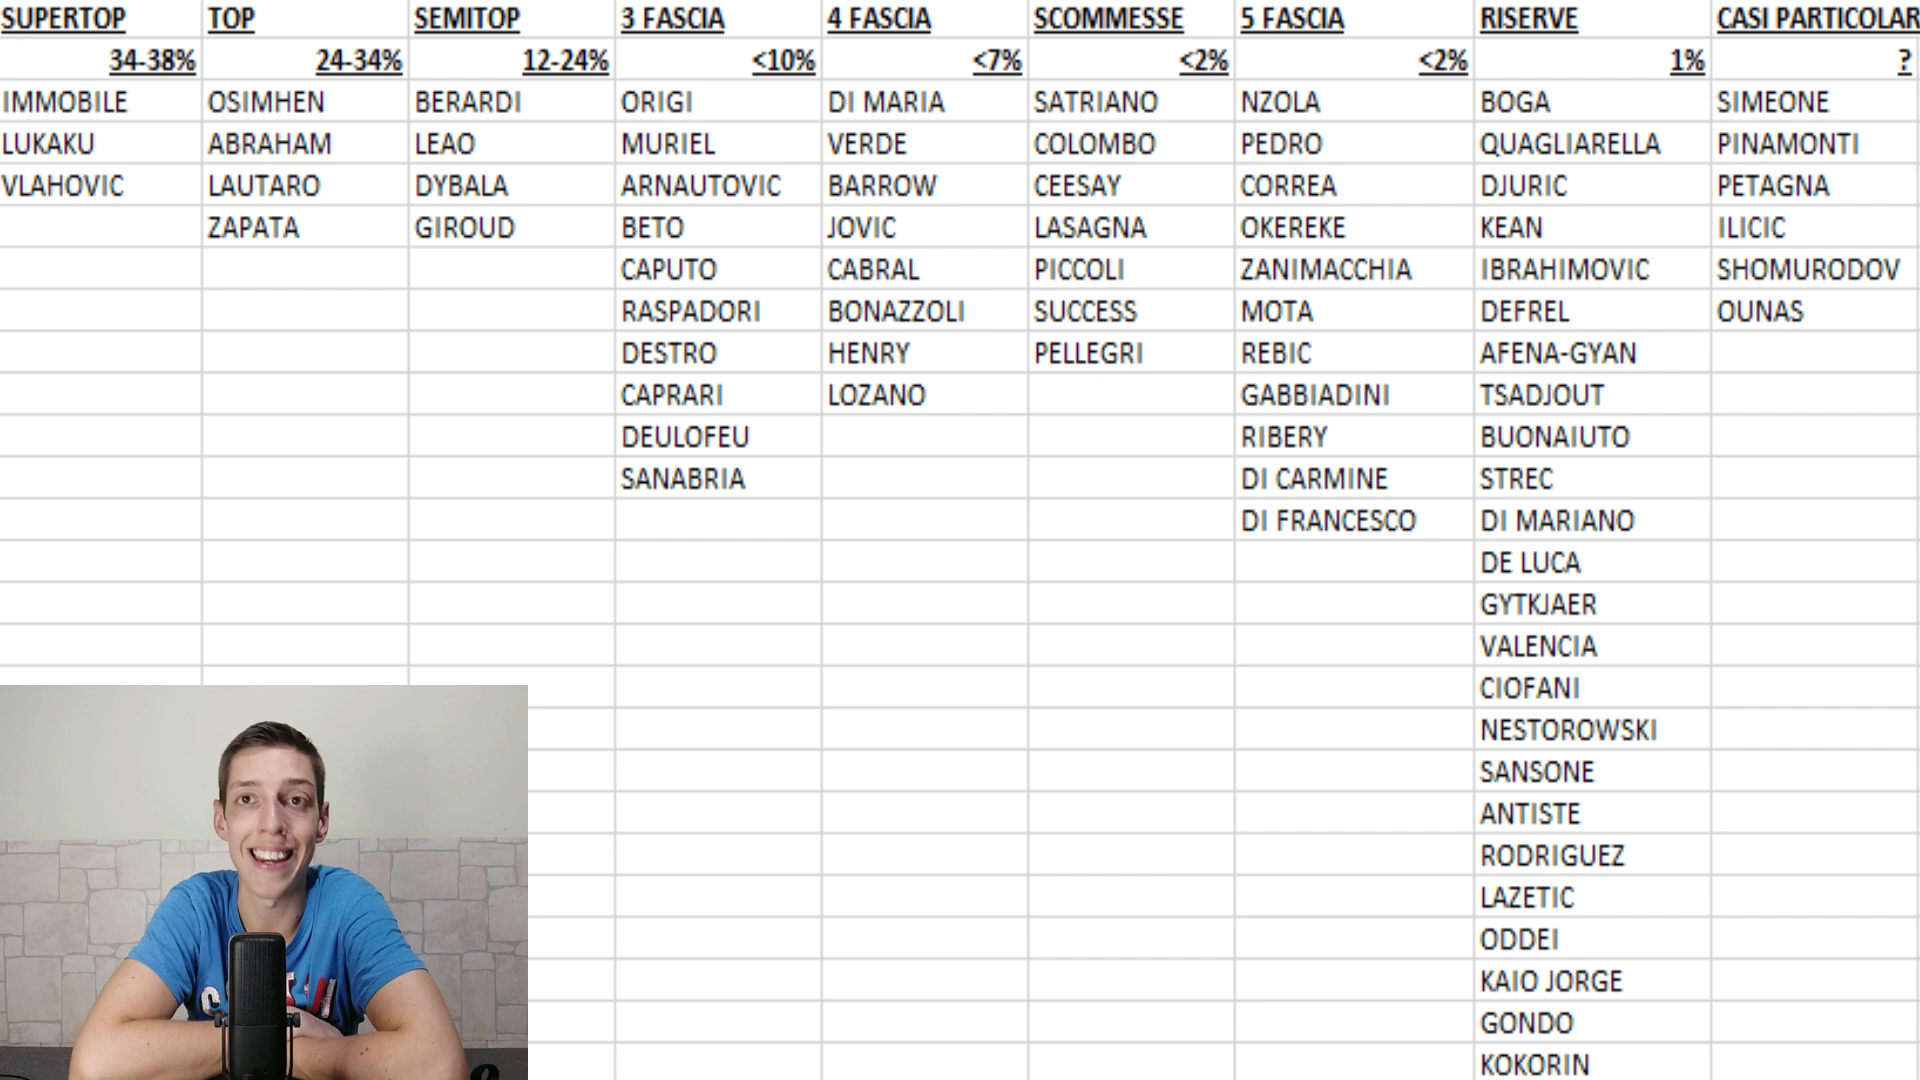 SUPERTOP TOP SEMITOP 3 FASCIA 4 FASCIA SCOMMESSE 5 FASCIA RISERVE CASI PARTICOLAR
34-38% 24-34% 12-24% <10% <7% <2% <2% 1% ?
IMMOBILE OSIMHEN BERARDI ORIGI DI MARIA SATRIANO NZOLA BOGA SIMEONE
LUKAKU ABRAHAM LEAO MURIEL VERDE COLOMBO PEDRO QUAGLIARELLA PINAMONTI
VLAHOVIC LAUTARO DYBALA ARNAUTOVIC BARROW CEESAY CORREA DJURIC PETAGNA
ZAPATA GIROUD BETO JOVIC LASAGNA OKEREKE KEAN ILICIC
CAPUTO CABRAL PICCOLI ZANIMACCHIA IBRAHIMOVIC SHOMURODOV
RASPADORI BONAZZOLI SUCCESS MOTA DEFREL OUNAS
DESTRO HENRY PELLEGRI REBIC AFENA-GYAN
CAPRARI LOZANO GABBIADINI TSADJOUT
DEULOFEU RIBERY BUONAIUTO
SANABRIA DI CARMINE STREC
DI FRANCESCO DI MARIANO
DE LUCA
GYTKJAER
VALENCIA
CIOFANI
NESTOROWSKI
SANSONE
ANTISTE
RODRIGUEZ
LAZETIC
ODDEI
KAIO JORGE
GONDO
KOKORIN